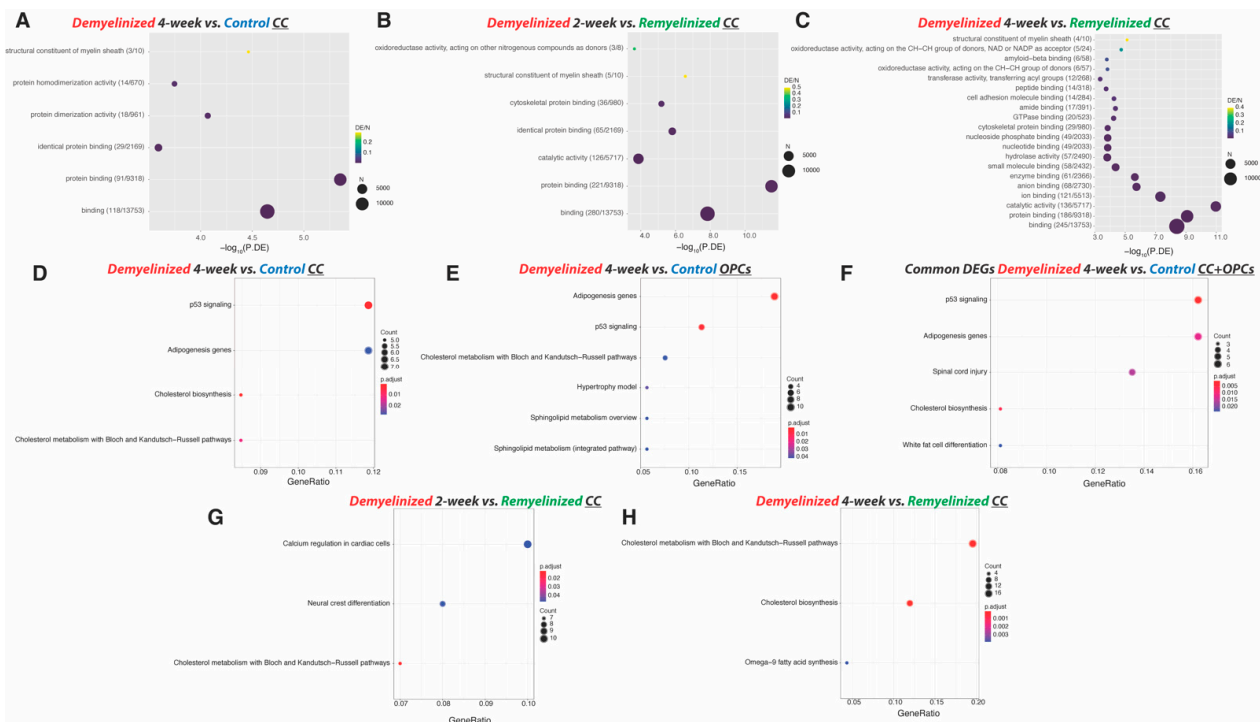 A
Demyelinized 4-week vs. Control CC
structural constituent of myelin sheath (3/10)
protein homodimerization activity (14/670)
protein dimerization activity (18/961)
identical protein binding (29/2169)
protein binding (91/9318)
binding (118/13753)
4.0 4.5 5.0
−log10(P.DE)
DE/N
0.2
0.1
N
5000
10000
B
Demyelinized 2-week vs. Remyelinized CC
oxidoreductase activity, acting on other nitrogenous compounds as donors (3/8)
structural constituent of myelin sheath (5/10)
cytoskeletal protein binding (36/980)
identical protein binding (65/2169)
catalytic activity (126/5717)
protein binding (221/9318)
binding (280/13753)
4.0 6.0 8.0 10.0
−log10(P.DE)
DE/N
0.5
0.4
0.3
0.2
0.1
N
5000
10000
C
Demyelinized 4-week vs. Remyelinized CC
structural constituent of myelin sheath (4/10)
oxidoreductase activity, acting on the CH−CH group of donors, NAD or NADP as acceptor (5/24)
amyloid−beta binding (6/58)
oxidoreductase activity, acting on the CH−CH group of donors (6/57)
transferase activity, transferring acyl groups (12/268)
peptide binding (14/318)
cell adhesion molecule binding (14/284)
amide binding (17/391)
GTPase binding (20/523)
cytoskeletal protein binding (29/980)
nucleoside phosphate binding (49/2033)
nucleotide binding (49/2033)
hydrolase activity (57/2490)
small molecule binding (58/2432)
enzyme binding (61/2366)
anion binding (68/2730)
ion binding (121/5513)
catalytic activity (136/5717)
protein binding (186/9318)
binding (245/13753)
3.0 4.0 5.0 6.0 7.0 8.0 9.0 10.0 11.0
−log10(P.DE)
DE/N
0.4
0.3
0.2
0.1
N
5000
10000
D
Demyelinized 4-week vs. Control CC
p53 signaling
Adipogenesis genes
Cholesterol biosynthesis
Cholesterol metabolism with Bloch and Kandutsch−Russell pathways
0.09 0.10 0.11 0.12
GeneRatio
Count
5.0
5.5
6.0
6.5
7.0
p.adjust
0.01
0.02
E
Demyelinized 4-week vs. Control OPCs
Adipogenesis genes
p53 signaling
Cholesterol metabolism with Bloch and Kandutsch−Russell pathways
Hypertrophy model
Sphingolipid metabolism overview
Sphingolipid metabolism (integrated pathway)
0.05 0.10 0.15
GeneRatio
Count
4
6
8
10
p.adjust
0.01
0.02
0.03
0.04
F
Common DEGs Demyelinized 4-week vs. Control CC+OPCs
p53 signaling
Adipogenesis genes
Spinal cord injury
Cholesterol biosynthesis
White fat cell differentiation
0.08 0.10 0.12 0.14 0.16
GeneRatio
Count
3
4
5
6
p.adjust
0.005
0.010
0.015
0.020
G
Demyelinized 2-week vs. Remyelinized CC
Calcium regulation in cardiac cells
Neural crest differentiation
Cholesterol metabolism with Bloch and Kandutsch−Russell pathways
0.07 0.08 0.09 0.10
GeneRatio
p.adjust
0.02
0.03
0.04
Count
7
8
9
10
H
Demyelinized 4-week vs. Remyelinized CC
Cholesterol metabolism with Bloch and Kandutsch−Russell pathways
Cholesterol biosynthesis
Omega−9 fatty acid synthesis
0.05 0.10 0.15 0.20
GeneRatio
Count
4
8
12
16
p.adjust
0.001
0.002
0.003